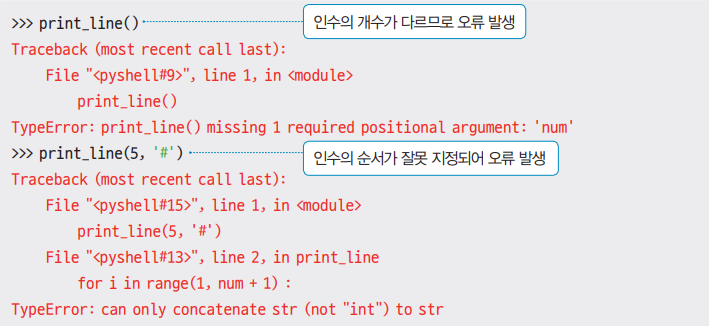 >>> print_line() 인수의 개수가 다르므로 오류 발생
Traceback (most recent call last):
    File "<pyshell#9>", line 1, in <module>
        print_line()
TypeError: print_line() missing 1 required positional argument: 'num'
>>> print_line(5, '#') 인수의 순서가 잘못 지정되어 오류 발생
Traceback (most recent call last):
    File "<pyshell#15>", line 1, in <module>
        print_line(5, '#')
    File "<pyshell#13>", line 2, in print_line
        for i in range(1, num + 1) :
TypeError: can only concatenate str (not "int") to str